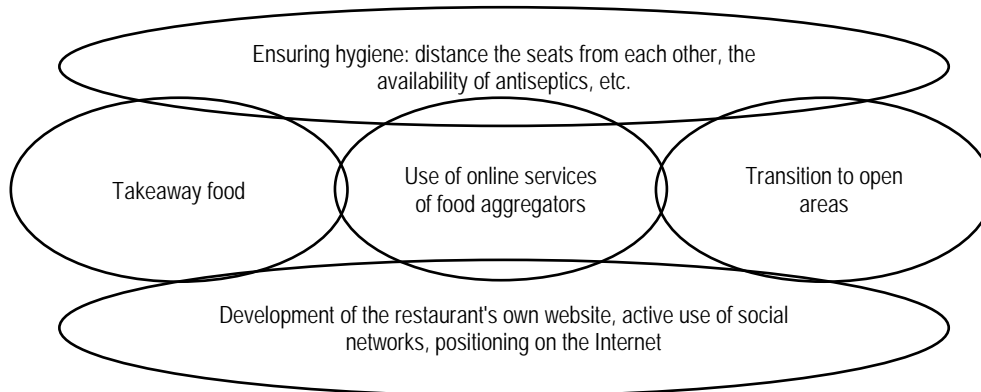 Ensuring hygiene: distance the seats from each other, the
availability of antiseptics, etc.
Takeaway food
Use of online services
of food aggregators
Transition to open
areas
Development of the restaurant's own website, active use of social
networks, positioning on the Internet